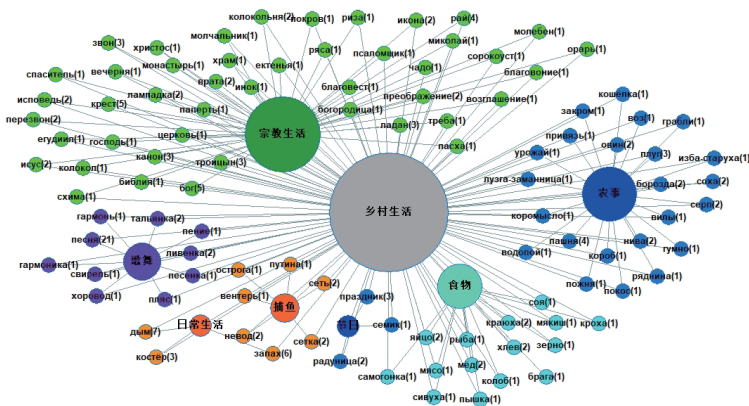 колокольня(2)
покров(1)
риза(1)
икона(2)
рай(4)
звон(3)
христос(1)
молчальник(1)
ряса(1)
псаломщик(1)
миколай(1)
молебен(1)
монастырь(1)
храм(1)
ектенья(1)
чадо(1)
сорокоуст(1)
орарь(1)
спаситель(1)
вечерня(1)
врата(2)
инок(1)
благовест(1)
преображение(2)
благовоние(1)
исповедь(2)
крест(5)
лампадка(2)
паперть(1)
богородица(1)
возглашение(1)
перезвон(2)
церковь(1)
宗教生活
ладан(3)
треба(1)
егудиил(1)
господь(1)
канон(3)
троицын(3)
пасха(1)
исус(2)
колокол(1)
библия(1)
бог(5)
схима(1)
кошелка(1)
закром(1)
воз(1)
грабли(1)
привязь(1)
овин(2)
урожай(1)
плуг(3)
изба-старуха(1)
лузга-заманница(1)
农事
борозда(2)
соха(2)
серп(2)
коромысло(1)
вилы(1)
пашня(4)
нива(2)
гумно(1)
водопой(1)
короб(1)
ряднина(1)
пожня(1)
покос(1)
乡村生活
гармонь(1)
тальянка(2)
песня(21)
пение(1)
ливенка(2)
гармоника(1)
谥舞
свирель(1)
песенка(1)
хоровод(1)
пляс(1)
острога(1)
путина(1)
сеть(2)
вентерь(1)
捕鱼
日常生活
дым(7)
невод(2)
сетка(2)
костер(3)
запах(6)
праздник(3)
节日
семик(1)
радуница(2)
食物
соя(1)
яйцо(2)
рыба(1)
краюха(2)
мякиш(1)
кроха(1)
хлев(2)
зерно(1)
самогонка(1)
мясо(1)
мёд(2)
колоб(1)
брага(1)
сивуха(1)
пышка(1)